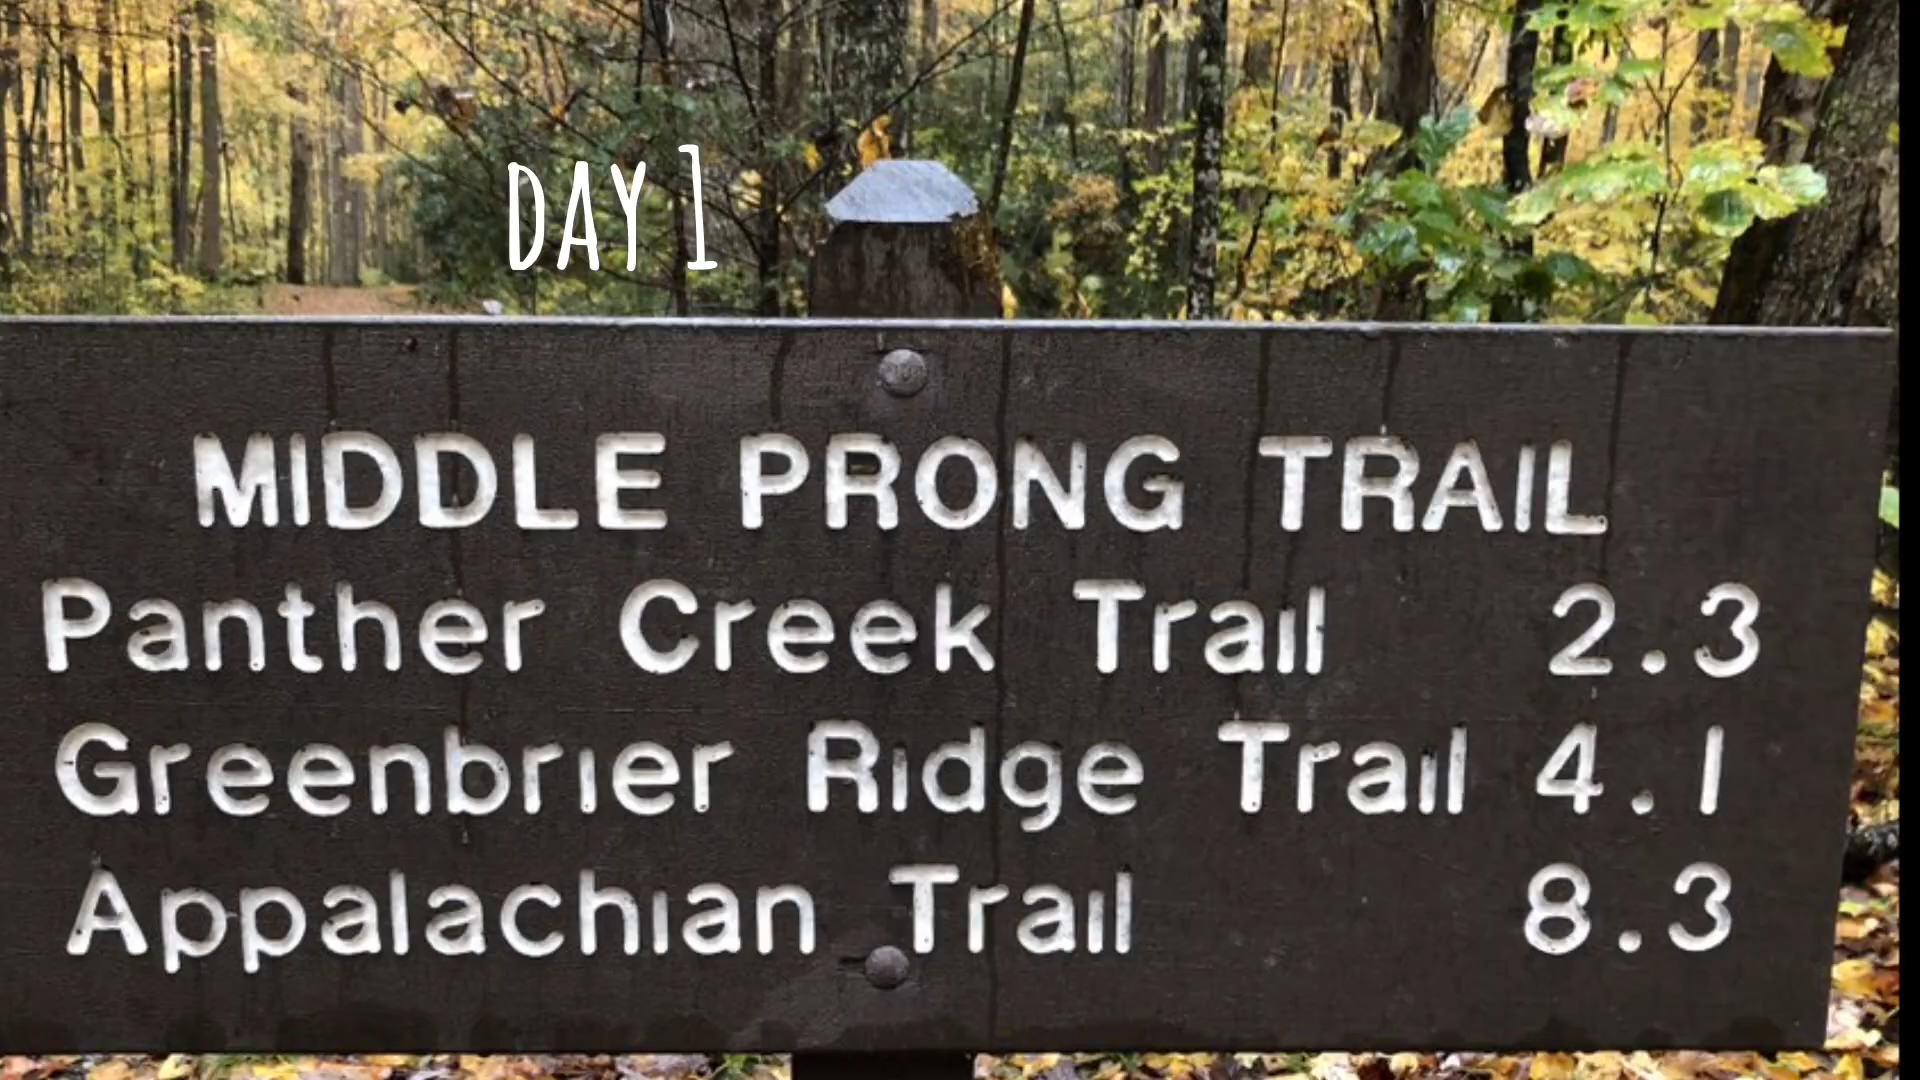 DAY 1
MIDDLE PRONG TRAIL
Panther Creek Trail 2.3
Greenbrier Ridge Trail 4.1
Appalachian Trail 8.3